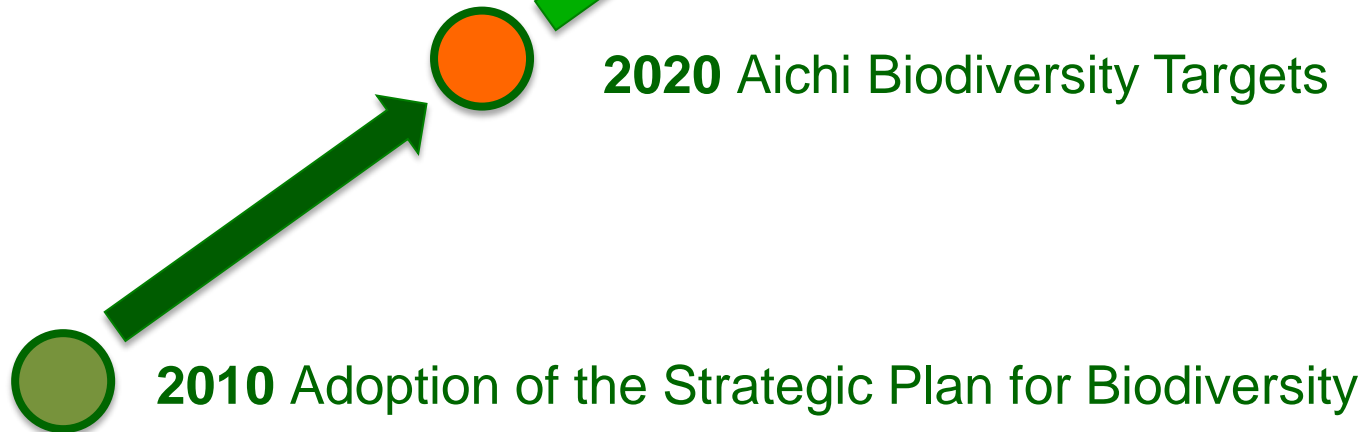 2020 Aichi Biodiversity Targets
2010 Adoption of the Strategic Plan for Biodiversity